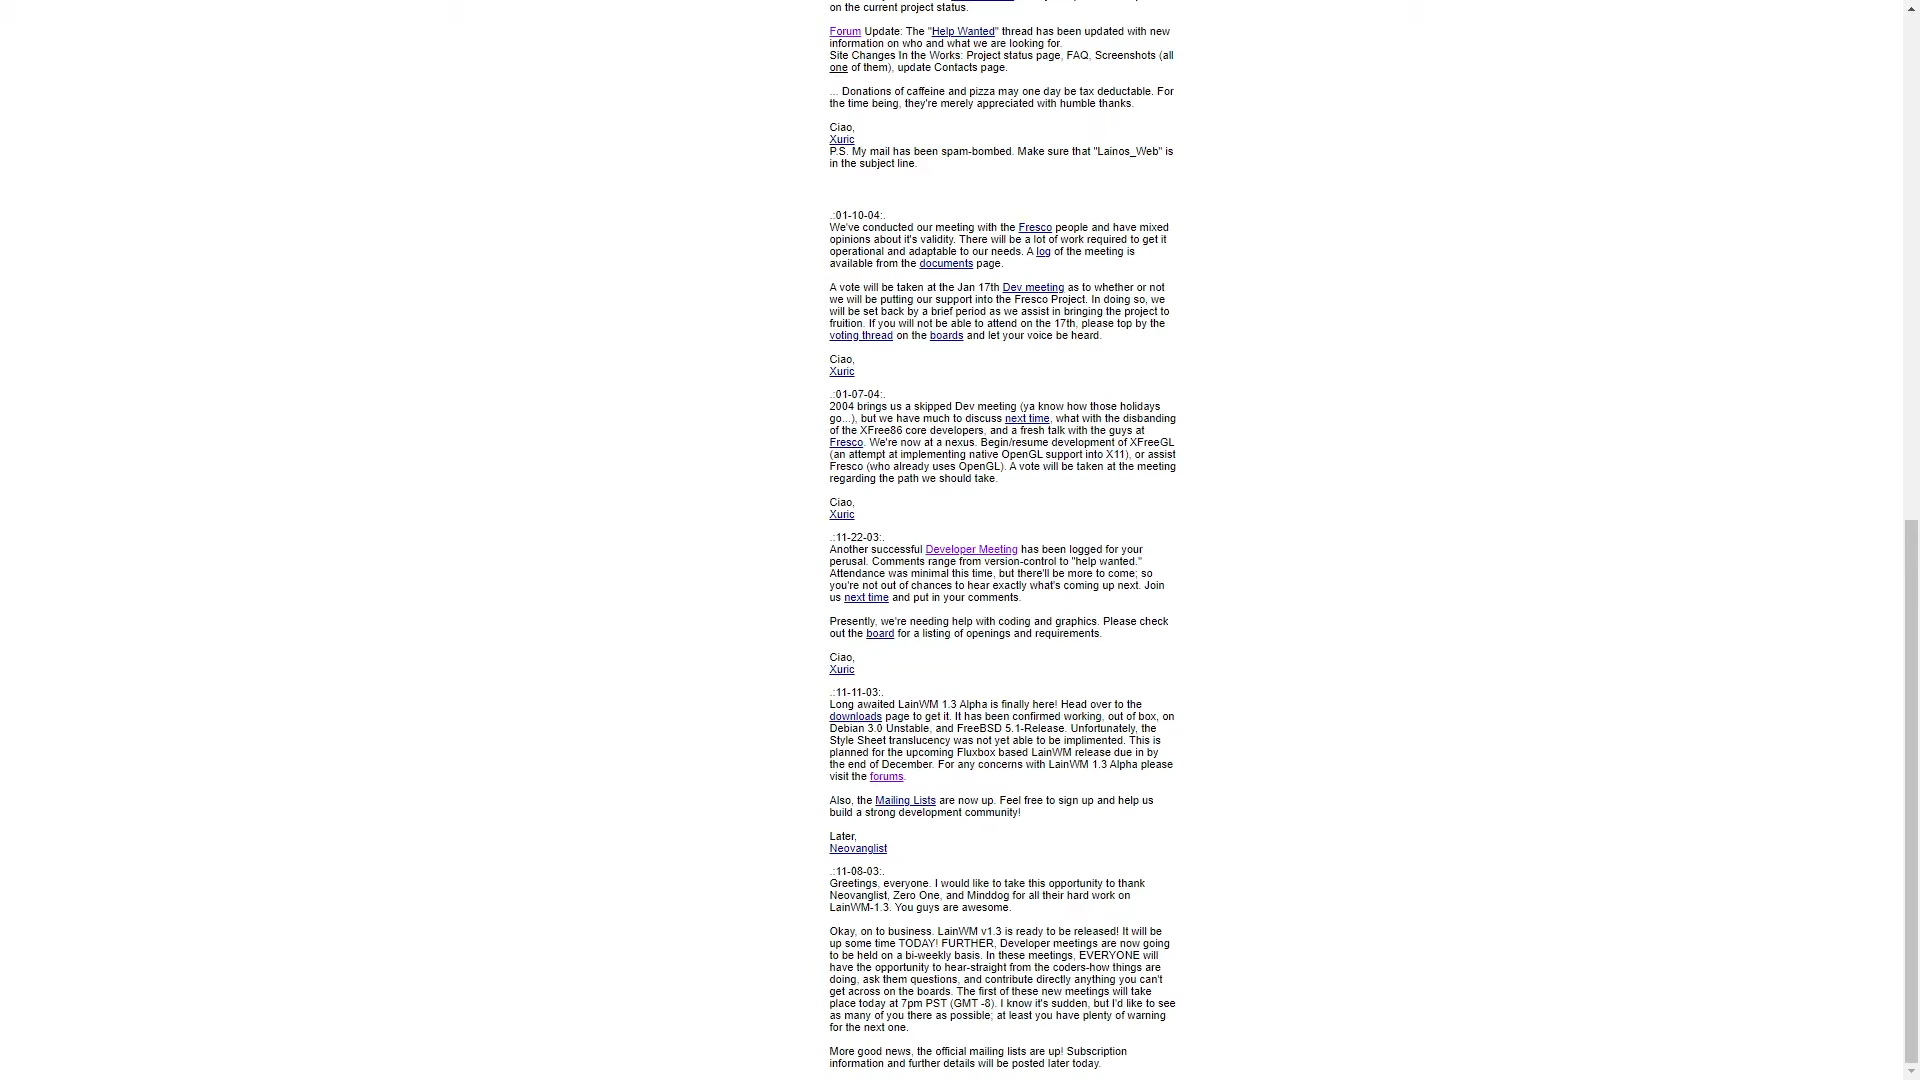 on the current project status.
Forum Update: The "Help Wanted" thread has been updated with new
information on who and what we are looking for.
Site Changes In the Works: Project status page, FAQ, Screenshots (all
one of them), update Contacts page.
... Donations of caffeine and pizza may one day be tax deductable. For
the time being, they're merely appreciated with humble thanks.
Ciao,
Xuric
P.S. My mail has been spam-bombed. Make sure that "Lainos_Web" is
in the subject line.
.:01-10-04:.
We've conducted our meeting with the Fresco people and have mixed
opinions about it's validity. There will be a lot of work required to get it
operational and adaptable to our needs. A log of the meeting is
available from the documents page.
A vote will be taken at the Jan 17th Dev meeting as to whether or not
we will be putting our support into the Fresco Project. In doing so, we
will be set back by a brief period as we assist in bringing the project to
fruition. If you will not be able to attend on the 17th, please top by the
voting thread on the boards and let your voice be heard.
Ciao,
Xuric
.:01-07-04:.
2004 brings us a skipped Dev meeting (ya know how those holidays
go...), but we have much to discuss next time, what with the disbanding
of the XFree86 core developers, and a fresh talk with the guys at
Fresco. We're now at a nexus. Begin/resume development of XFreeGL
(an attempt at implementing native OpenGL support into X11), or assist
Fresco (who already uses OpenGL). A vote will be taken at the meeting
regarding the path we should take.
Ciao,
Xuric
.:11-22-03:.
Another successful Developer Meeting has been logged for your
perusal. Comments range from version-control to "help wanted."
Attendance was minimal this time, but there'll be more to come; so
you're not out of chances to hear exactly what's coming up next. Join
us next time and put in your comments.
Presently, we're needing help with coding and graphics. Please check
out the board for a listing of openings and requirements.
Ciao,
Xuric
.:11-11-03:.
Long awaited LainWM 1.3 Alpha is finally here! Head over to the
downloads page to get it. It has been confirmed working, out of box, on
Debian 3.0 Unstable, and FreeBSD 5.1-Release. Unfortunately, the
Style Sheet translucency was not yet able to be implimented. This is
planned for the upcoming Fluxbox based LainWM release due in by
the end of December. For any concerns with LainWM 1.3 Alpha please
visit the forums.
Also, the Mailing Lists are now up. Feel free to sign up and help us
build a strong development community!
Later,
Neovanglist
.:11-08-03:.
Greetings, everyone. I would like to take this opportunity to thank
Neovanglist, Zero One, and Minddog for all their hard work on
LainWM-1.3. You guys are awesome.
Okay, on to business. LainWM v1.3 is ready to be released! It will be
up some time TODAY! FURTHER, Developer meetings are now going
to be held on a bi-weekly basis. In these meetings, EVERYONE will
have the opportunity to hear-straight from the coders-how things are
doing, ask them questions, and contribute directly anything you can't
get across on the boards. The first of these new meetings will take
place today at 7pm PST (GMT -8). I know it's sudden, but I'd like to see
as many of you there as possible; at least you have plenty of warning
for the next one.
More good news, the official mailing lists are up! Subscription
information and further details will be posted later today.